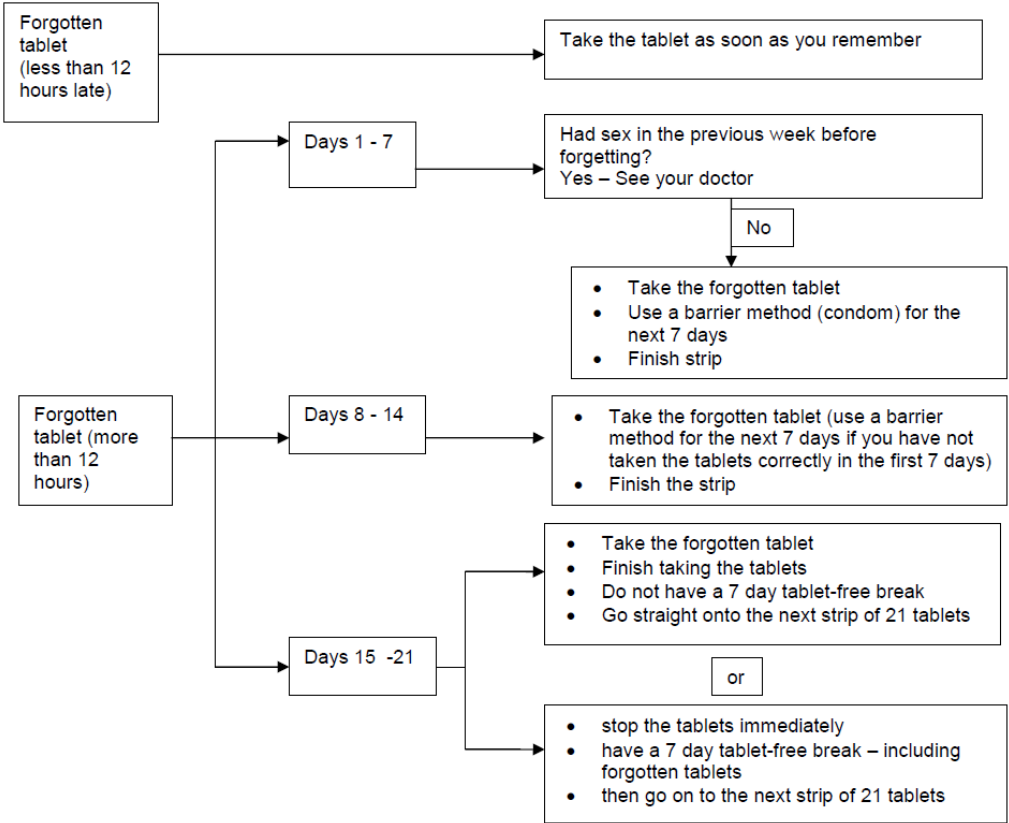 Forgotten
tablet
(less than 12
hours late)
Take the tablet as soon as you remember
Days 1 - 7
Had sex in the previous week before
forgetting?
Yes – See your doctor
No
• Take the forgotten tablet
• Use a barrier method (condom) for the
next 7 days
• Finish strip
Forgotten
tablet (more
than 12
hours)
Days 8 - 14
• Take the forgotten tablet (use a barrier
method for the next 7 days if you have not
taken the tablets correctly in the first 7 days)
• Finish the strip
Days 15 -21
• Take the forgotten tablet
• Finish taking the tablets
• Do not have a 7 day tablet-free break
• Go straight onto the next strip of 21 tablets
or
• stop the tablets immediately
• have a 7 day tablet-free break – including
forgotten tablets
• then go on to the next strip of 21 tablets